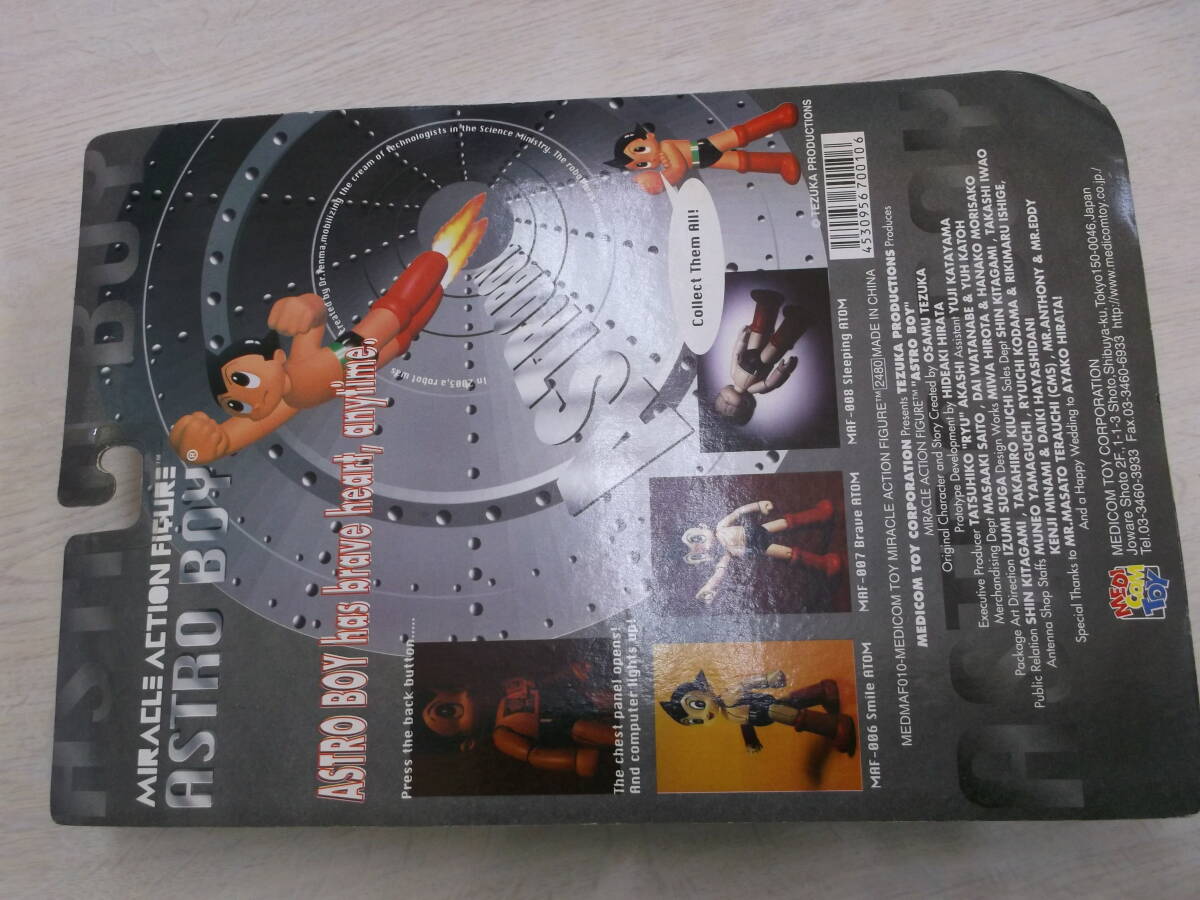 ASTRO BOY
MIRACLE ACTION FIGURE™
ASTRO BOY®
ASTRO BOY has brave heart, anytime.
In 2003,a robot was
created by Dr.Tenma,mobilizing the cream of technologists in the Science Ministry. The robo
Press the back button.....
The chest panel opens!
And computer lights up!
Collect Them All!
© TEZUKA PRODUCTIONS
4530956 700106
MAF-006 Smile ATOM
MAF-007 Brave ATOM
MAF-008 Sleeping ATOM
MEDMAF010-MEDICOM TOY MIRACLE ACTION FIGURE™ 2480 MADE IN CHINA
MEDICOM TOY CORPORATION Presents TEZUKA PRODUCTIONS Produces
MIRACLE ACTION FIGURE™ "ASTRO BOY"
Original Character and Story Created by OSAMU TEZUKA
Prototype Development by HIDEAKI HIRATA
Executive Producer TATSUHIKO "RYU" AKASHI Assistant YUJI KATAYAMA
Merchandising Dept MASAAKI SAITO , DAI WATANABE & YUH KATOH
Package Art Direction IZUMI SUGA Design Works MIWA HIROTA & HANAKO MORISAKO
Public Relation SHIN KITAGAMI , TAKAHIRO KIUCHI Sales Dept SHIN KITAGAMI , TAKASHI IWAO
Antenna Shop Staffs MUNEO YAMAGUCHI , RYUICHI KODAMA & RIKIMARU ISHIGE,
KENJI MINAMI & DAIKI HAYASHIDANI
Special Thanks to MR.MASATO TERAUCHI (CMS) , MR.ANTHONY & MR.EDDY
And a Happy Wedding to AYAKO HIRATA!
MEDI
COM
TOY
MEDICOM TOY CORPORATION
Joware Shoto 2F, 1-1-3 Shoto, Shibuya-ku, Tokyo150-0046,Japan
Tel.03-3460-3933 Fax.03-3460-6933 http://www.medicomtoy.co.jp/
ASTRO BOY